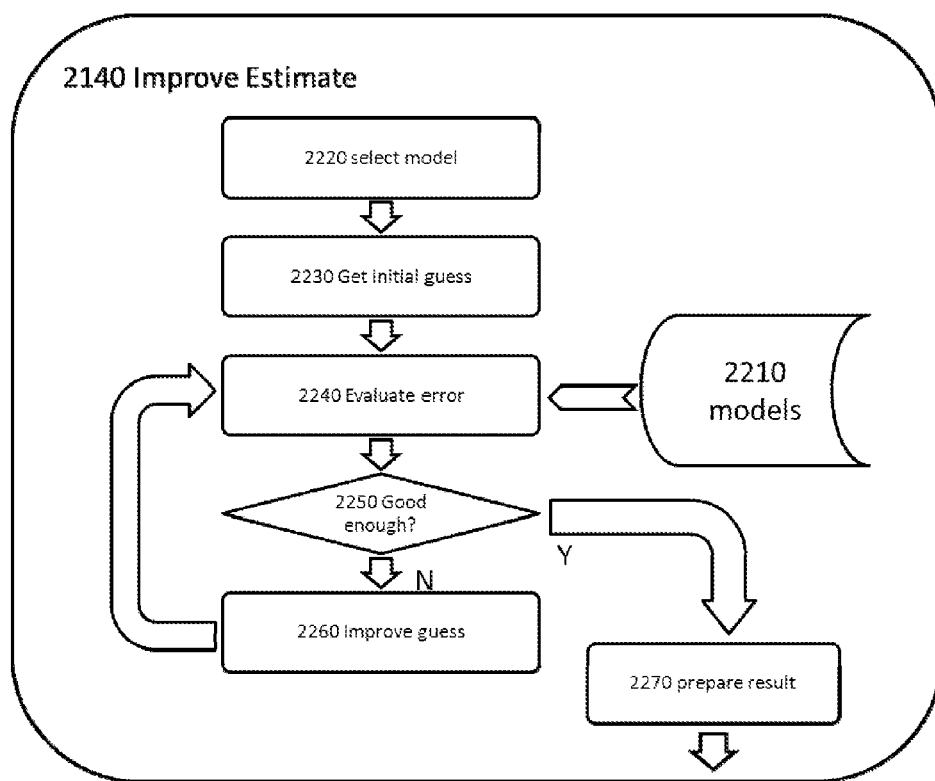 2140 Improve Estimate
2220 select model
2230 Get initial guess
2240 Evaluate error
2210
models
2250 Good
enough?
Y
N
2260 Improve guess
2270 prepare result